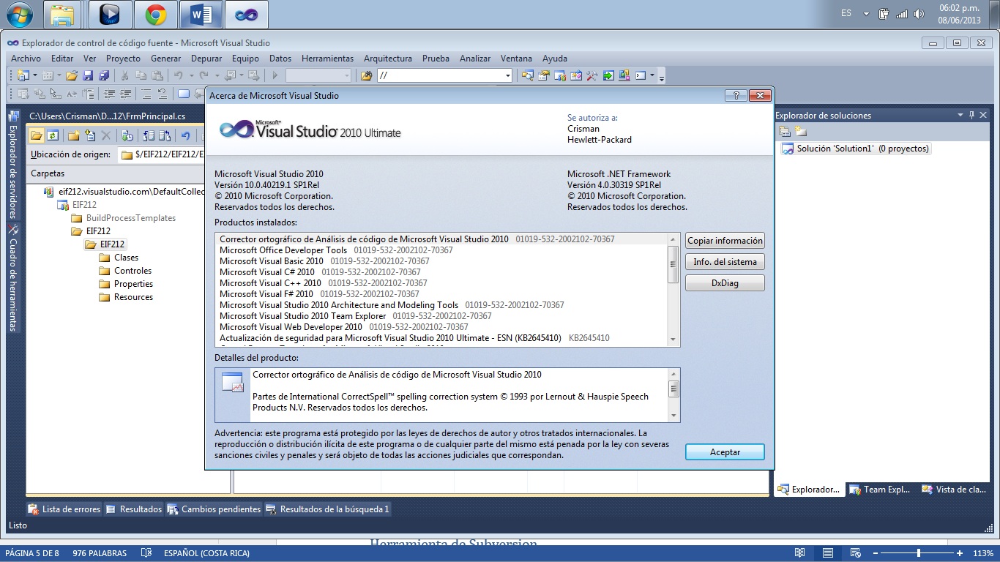 ES
06:02 p.m.
08/06/2013
Explorador de control de código fuente - Microsoft Visual Studio
Archivo Editar Ver Proyecto Generar Depurar Equipo Datos Herramientas Arquitectura Prueba Analizar Ventana Ayuda
//
Explorador de servidores
Cuadro de herramientas
C:\Users\Crisman\D...12\FrmPrincipal.cs
Ubicación de origen: $/EIF212/EIF212/
Carpetas
eif212.visualstudio.com\DefaultCollec
EIF212
BuildProcessTemplates
EIF212
EIF212
Clases
Controles
Properties
Resources
Acerca de Microsoft Visual Studio
Microsoft®
Visual Studio® 2010 Ultimate
Se autoriza a:
Crisman
Hewlett-Packard
Microsoft Visual Studio 2010
Versión 10.0.40219.1 SP1Rel
© 2010 Microsoft Corporation.
Reservados todos los derechos.
Microsoft .NET Framework
Versión 4.0.30319 SP1Rel
© 2010 Microsoft Corporation.
Reservados todos los derechos.
Productos instalados:
Corrector ortográfico de Análisis de código de Microsoft Visual Studio 2010 01019-532-2002102-70367
Microsoft Office Developer Tools 01019-532-2002102-70367
Microsoft Visual Basic 2010 01019-532-2002102-70367
Microsoft Visual C# 2010 01019-532-2002102-70367
Microsoft Visual C++ 2010 01019-532-2002102-70367
Microsoft Visual F# 2010 01019-532-2002102-70367
Microsoft Visual Studio 2010 Architecture and Modeling Tools 01019-532-2002102-70367
Microsoft Visual Studio 2010 Team Explorer 01019-532-2002102-70367
Microsoft Visual Web Developer 2010 01019-532-2002102-70367
Actualización de seguridad para Microsoft Visual Studio 2010 Ultimate - ESN (KB2645410) KB2645410
Copiar información
Info. del sistema
DxDiag
Detalles del producto:
Corrector ortográfico de Análisis de código de Microsoft Visual Studio 2010
Partes de International CorrectSpell™ spelling correction system © 1993 por Lernout & Hauspie Speech
Products N.V. Reservados todos los derechos.
Advertencia: este programa está protegido por las leyes de derechos de autor y otros tratados internacionales. La
reproducción o distribución ilícita de este programa o de cualquier parte del mismo está penada por la ley con severas
sanciones civiles y penales y será objeto de todas las acciones judiciales que correspondan.
Aceptar
Explorador de soluciones
Solución 'Solution1' (0 proyectos)
Explorador... Team Expl... Vista de cla...
Lista de errores Resultados Cambios pendientes Resultados de la búsqueda 1
Listo
Herramienta de Subversion
PÁGINA 5 DE 8 976 PALABRAS ESPAÑOL (COSTA RICA) 113%